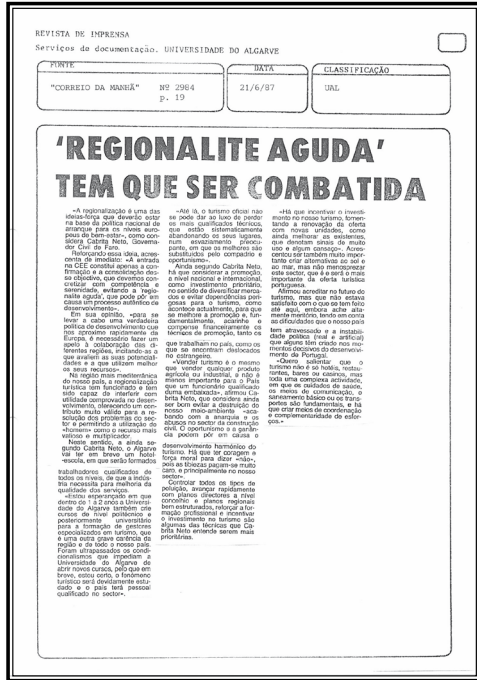 REVISTA DE IMPRENSA
Serviços de documentação. UNIVERSIDADE DO ALGARVE
FONTE
DATA
CLASSIFICAÇÃO
"CORREIO DA MANHÃ"
Nº 2984
p. 19
21/6/87
UAL
'REGIONALITE AGUDA'
TEM QUE SER COMBATIDA
«A regionalização é uma das
ideias-força que deverão estar
na base da política nacional de
arranque para os níveis euro-
peus de bem-estar», como con-
sidera Cabrita Neto, Governa-
dor Civil de Faro.
Reforçando essa ideia, acres-
centa de imediato: «A entrada
na CEE constitui apenas a con-
firmação e a consolidação des-
se objectivo, que devemos con-
cretizar com competência e
serenidade, evitando a 'regio-
nalite aguda', que pode pôr em
causa um processo autêntico de
desenvolvimento».
Em sua opinião, «para se
levar a cabo uma verdadeira
política de desenvolvimento que
nos aproxime rapidamente da
Europa, é necessário fazer um
apelo à colaboração das di-
ferentes regiões, incitando-as a
que avaliem as suas potenciali-
dades e a que utilizem melhor
os seus recursos».
Na região mais mediterrânica
do nosso país, a regionalização
turística tem funcionado e tem
sido capaz de interferir com
utilidade comprovada no desen-
volvimento, oferecendo um con-
tributo muito válido para a re-
solução dos problemas do sec-
tor e permitindo a utilização do
«homem» como o recurso mais
valioso e multiplicador.
Neste sentido, a ainda se-
gundo Cabrita Neto, o Algarve
vai ter em breve um hotel-
-escola, em que serão formados
trabalhadores qualificados de
todos os níveis, de que a indús-
tria necessita para melhoria da
qualidade dos serviços.
«Estou esperançado em que
dentro de 1 a 2 anos a Universi-
dade do Algarve também crie
cursos de nível politécnico e
posteriormente universitário
para a formação de gestores
especializados em turismo, que
é uma outra grave carência da
região e de todo o nosso país.
Foram ultrapassados os condi-
cionalismos que impediam a
Universidade do Algarve de
abrir novos cursos, pelo que em
breve, estou certo, o fenómeno
turístico será devidamente estu-
dado e o país terá pessoal
qualificado no sector».
«Até lá, o turismo oficial não
se pode dar ao luxo de perder
os mais qualificados técnicos,
que estão sistematicamente
abandonando os seus lugares,
num esvaziamento preocu-
pante, em que os melhores são
substituídos pelo compadrio e
oportunismo».
Ainda segundo Cabrita Neto,
há que considerar a promoção,
a nível nacional e internacional,
como investimento prioritário,
no sentido de diversificar merca-
dos e evitar dependências peri-
gosas para o turismo, como
acontece actualmente, para que
se melhore a promoção e, fun-
damentalmente, acarinhe e
compense financeiramente os
técnicos de promoção, tanto os
que trabalham no país, como os
que se encontram deslocados
no estrangeiro.
«Vender turismo é o mesmo
que vender qualquer produto
agrícola ou industrial, e não é
menos importante para o País
que um funcionário qualificado
duma embaixada», afirmou Ca-
brita Neto, que considera ainda
ser bom evitar a destruição do
nosso meio-ambiente «aca-
bando com a anarquia e os
abusos no sector da construção
civil. O oportunismo e a ganân-
cia podem pôr em causa o
desenvolvimento harmónico do
turismo. Há que ter coragem e
força moral para dizer «não»,
pois as tibiezas pagam-se muito
caro, e principalmente no nosso
sector».
Controlar todos os tipos de
poluição, avançar rapidamente
com planos directores a nível
concelhio e planos regionais
bem estruturados, reforçar a for-
mação profissional e incentivar
o investimento no turismo são
algumas das técnicas que Ca-
brita Neto entende serem mais
prioritárias.
«Há que incentivar o investi-
mento no nosso turismo, fomen-
tando a renovação da oferta
com novas unidades, como
ainda melhorar as existentes,
que denotam sinais de muito
uso e algum cansaço». Acres-
centou ser também muito impor-
tante criar alternativas ao sol e
ao mar, mas não menosprezar
este sector, que é e será o mais
importante da oferta turística
portuguesa.
Afirmou acreditar no futuro do
turismo, mas que não estava
satisfeito com o que se tem feito
até aqui, embora ache alta-
mente meritório, tendo em conta
as dificuldades que o nosso país
tem atravessado e a instabili-
dade política (real e artificial)
que alguns têm criado nos mo-
mentos decisivos do desenvolvi-
mento de Portugal.
«Quero salientar que o
turismo não é só hotéis, restau-
rantes, bares ou casinos, mas
toda uma complexa actividade,
em que os cuidados de saúde,
os meios de comunicação, o
saneamento básico ou os trans-
portes são fundamentais, e há
que criar meios de coordenação
e complementaridade de esfor-
ços.»